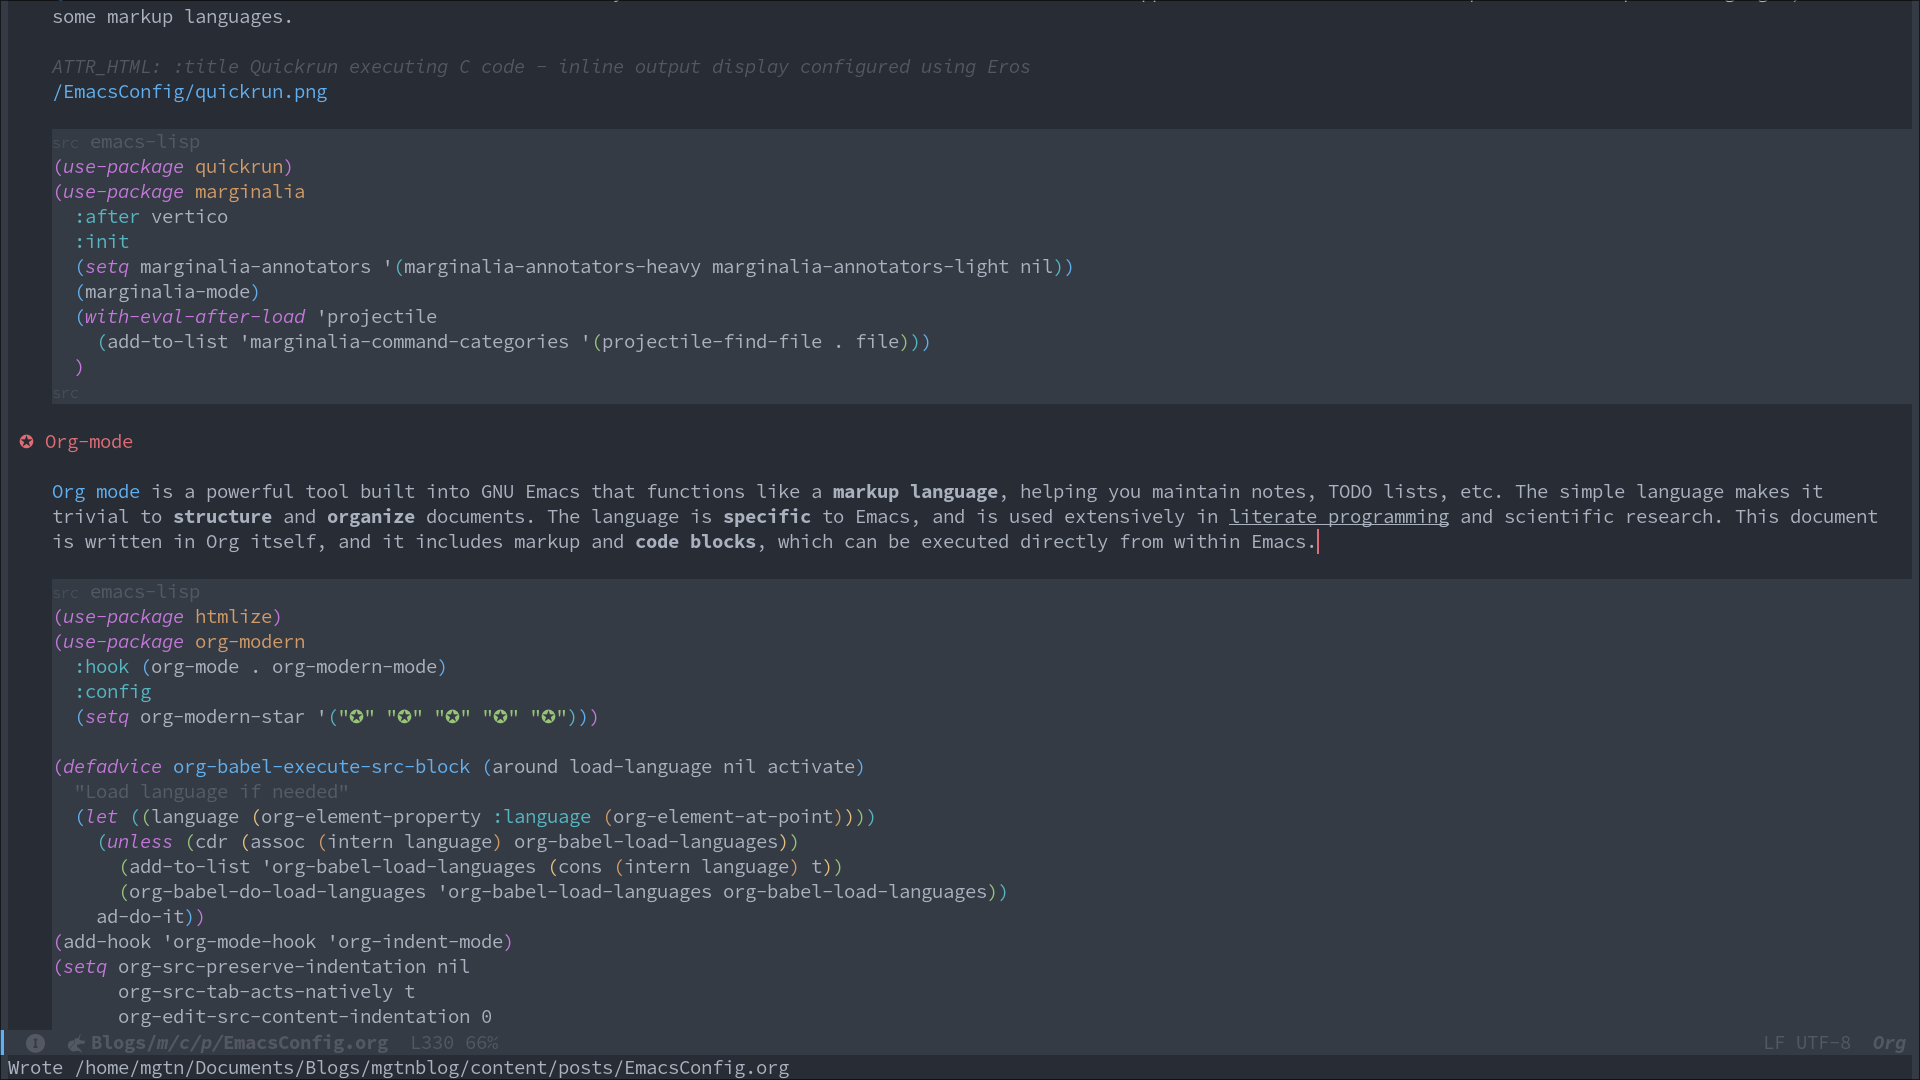 some markup languages.
ATTR_HTML: :title Quickrun executing C code - inline output display configured using Eros
/EmacsConfig/quickrun.png
src emacs-lisp
(use-package quickrun)
(use-package marginalia
  :after vertico
  :init
  (setq marginalia-annotators '(marginalia-annotators-heavy marginalia-annotators-light nil))
  (marginalia-mode)
  (with-eval-after-load 'projectile
    (add-to-list 'marginalia-command-categories '(projectile-find-file . file)))
  )
src
✪ Org-mode
Org mode is a powerful tool built into GNU Emacs that functions like a markup language, helping you maintain notes, TODO lists, etc. The simple language makes it
trivial to structure and organize documents. The language is specific to Emacs, and is used extensively in literate programming and scientific research. This document
is written in Org itself, and it includes markup and code blocks, which can be executed directly from within Emacs.
src emacs-lisp
(use-package htmlize)
(use-package org-modern
  :hook (org-mode . org-modern-mode)
  :config
  (setq org-modern-star '("✪" "✪" "✪" "✪" "✪")))
(defadvice org-babel-execute-src-block (around load-language nil activate)
  "Load language if needed"
  (let ((language (org-element-property :language (org-element-at-point))))
    (unless (cdr (assoc (intern language) org-babel-load-languages))
      (add-to-list 'org-babel-load-languages (cons (intern language) t))
      (org-babel-do-load-languages 'org-babel-load-languages org-babel-load-languages))
    ad-do-it))
(add-hook 'org-mode-hook 'org-indent-mode)
(setq org-src-preserve-indentation nil
      org-src-tab-acts-natively t
      org-edit-src-content-indentation 0
I Blogs/m/c/p/EmacsConfig.org L330 66% LF UTF-8 Org
Wrote /home/mgtn/Documents/Blogs/mgtnblog/content/posts/EmacsConfig.org